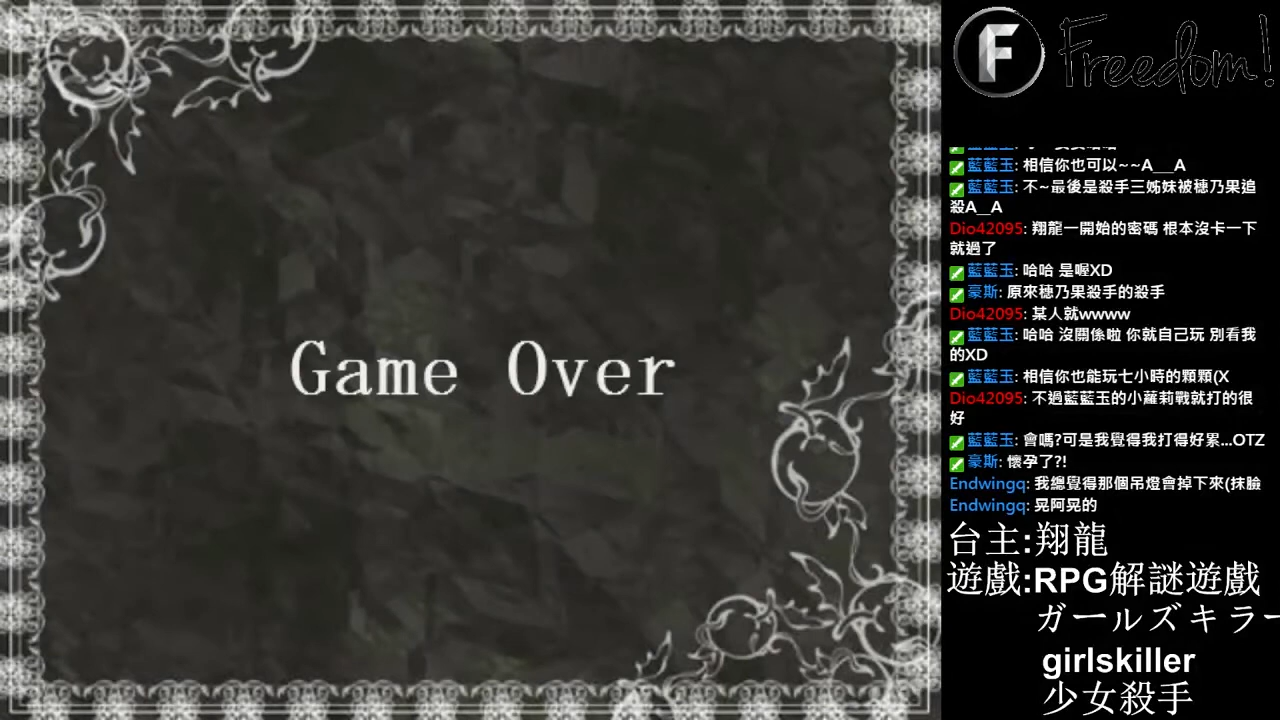 Game Over
F Freedom!
藍藍玉: 相信你也可以~~A__A
藍藍玉: 不~最後是殺手三姊妹被穗乃果追
殺A__A
Dio42095: 翔龍一開始的密碼 根本沒卡一下
就過了
藍藍玉: 哈哈 是喔XD
豪斯: 原來穗乃果殺手的殺手
Dio42095: 某人就wwww
藍藍玉: 哈哈 沒關係啦 你就自己玩 別看我
的XD
藍藍玉: 相信你也能玩七小時的顆顆(X
Dio42095: 不過藍藍玉的小蘿莉戰就打的很
好
藍藍玉: 會嗎?可是我覺得我打得好累...OTZ
豪斯: 懷孕了?!
Endwingq: 我總覺得那個吊燈會掉下來(抹臉
Endwingq: 晃阿晃的
台主:翔龍
遊戲:RPG解謎遊戲
ガールズキラー
girlskiller
少女殺手